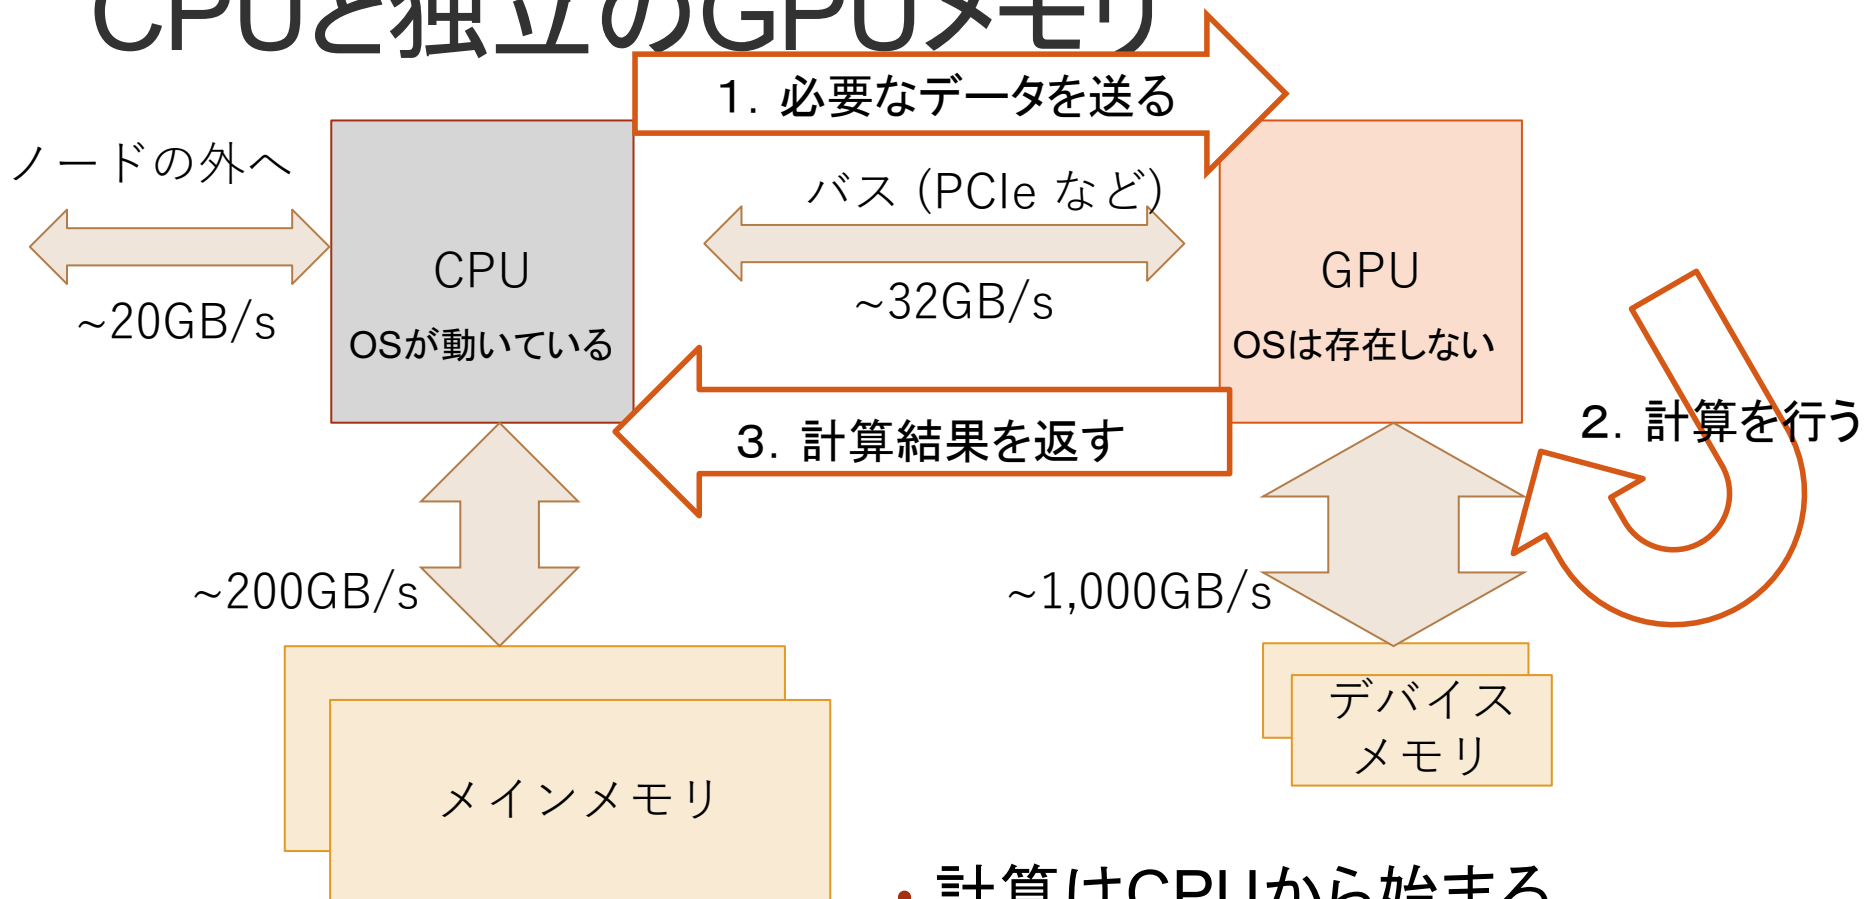 CPUと独立のGPUメモリ
1. 必要なデータを送る
ノードの外へ
バス (PCIe など)
CPU
GPU
~20GB/s
~32GB/s
OSが動いている
OSは存在しない
2. 計算を行う
3. 計算結果を返す
~200GB/s
~1,000GB/s
デバイス
メモリ
メインメモリ
• 計算はCPUから始まる